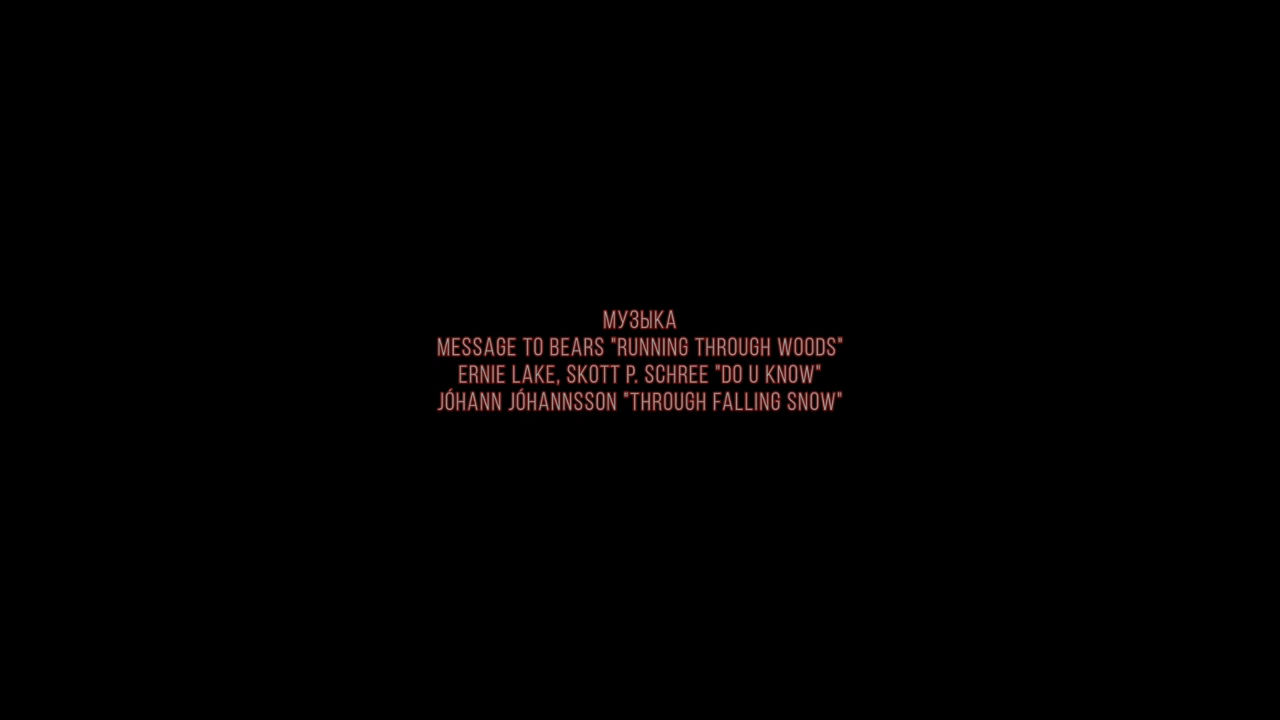 МУЗЫКА
MESSAGE TO BEARS "RUNNING THROUGH WOODS"
ERNIE LAKE, SKOTT P. SCHREE "DO U KNOW"
JÓHANN JÓHANNSSON "THROUGH FALLING SNOW"